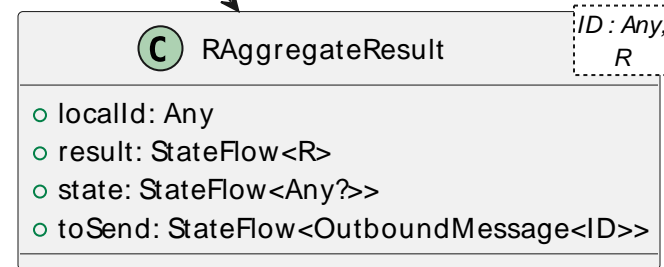 C RAggregateResult
ID : Any,
R
localId: Any
result: StateFlow<R>
state: StateFlow<Any?>>
toSend: StateFlow<OutboundMessage<ID>>